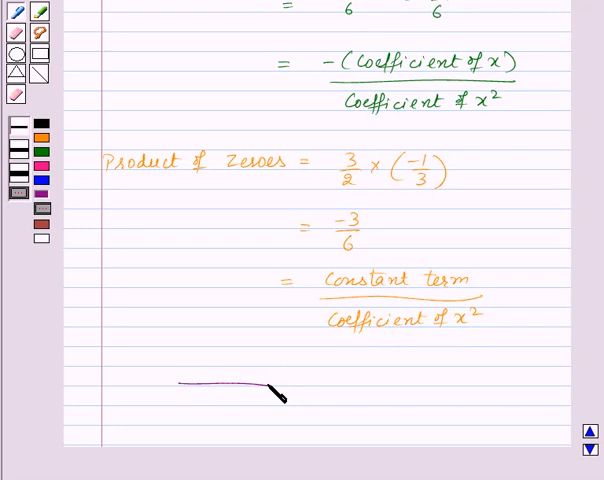 = 6 6
= -(Coefficient of x)
Coefficient of x²
Product of Zeroes = 3/2 × (-1/3)
= -3/6
= Constant term
Coefficient of x²